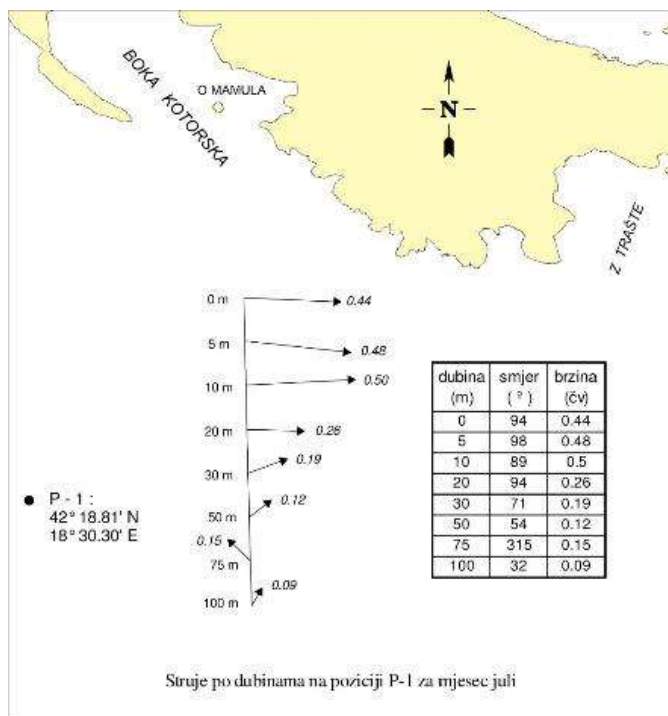 BOKA KOTORSKA
O MAMULA
N
Z TRAŠTE
0 m 0.44
5 m 0.48
10 m 0.50
20 m 0.26
30 m 0.19
50 m 0.12
0.15
75 m
100 m 0.09
P - 1 :
42° 18.81' N
18° 30.30' E
dubina smjer brzina
(m) ( º ) (čv)
0 94 0.44
5 98 0.48
10 89 0.5
20 94 0.26
30 71 0.19
50 54 0.12
75 315 0.15
100 32 0.09
Struje po dubinama na poziciji P-1 za mjesec juli